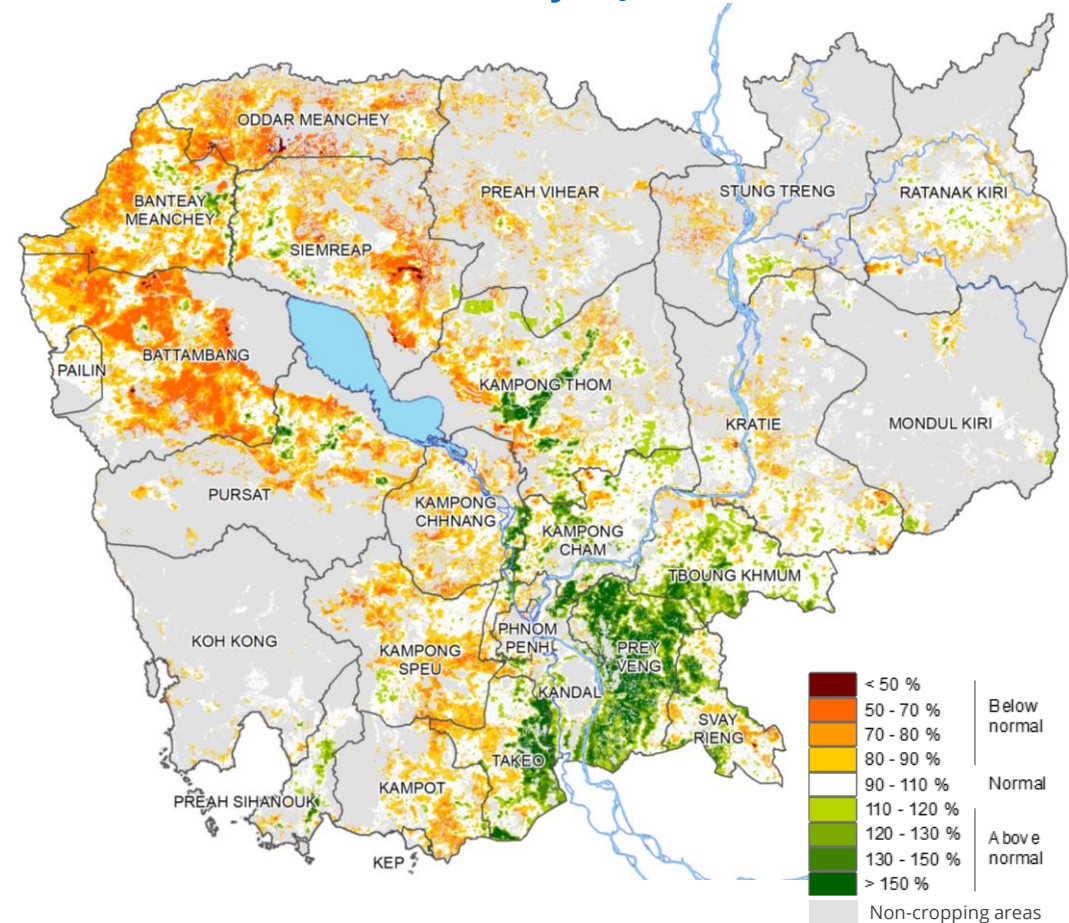 ODDAR MEANCHEY
PREAH VIHEAR
STUNG TRENG
RATANAK KIRI
BANTEAY
MEANCHEY
SIEMREAP
BATTAMBANG
PAILIN
KAMPONG THOM
KRATIE
MONDUL KIRI
PURSAT
KAMPONG
CHHNANG
KAMPONG
CHAM
TBOUNG KHMUM
KOH KONG
KAMPONG
SPEU
PHNOM
PENH
PREY
VENG
KANDAL
SVAY
RIENG
TAKEO
KAMPOT
PREAH SIHANOUK
KEP
< 50 %
50 - 70 %
70 - 80 %
80 - 90 %
Below
normal
90 - 110 %
Normal
110 - 120 %
120 - 130 %
130 - 150 %
> 150 %
Above
normal
Non-cropping areas